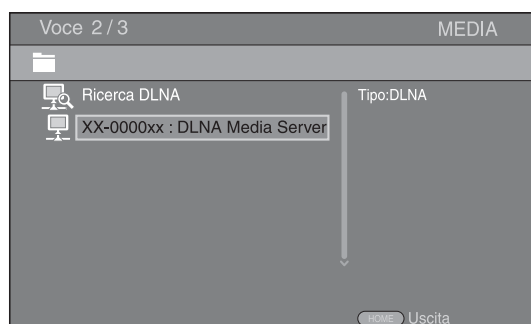 Voce 2/3 MEDIA
Ricerca DLNA Tipo:DLNA
XX-0000xx : DLNA Media Server
HOME Uscita